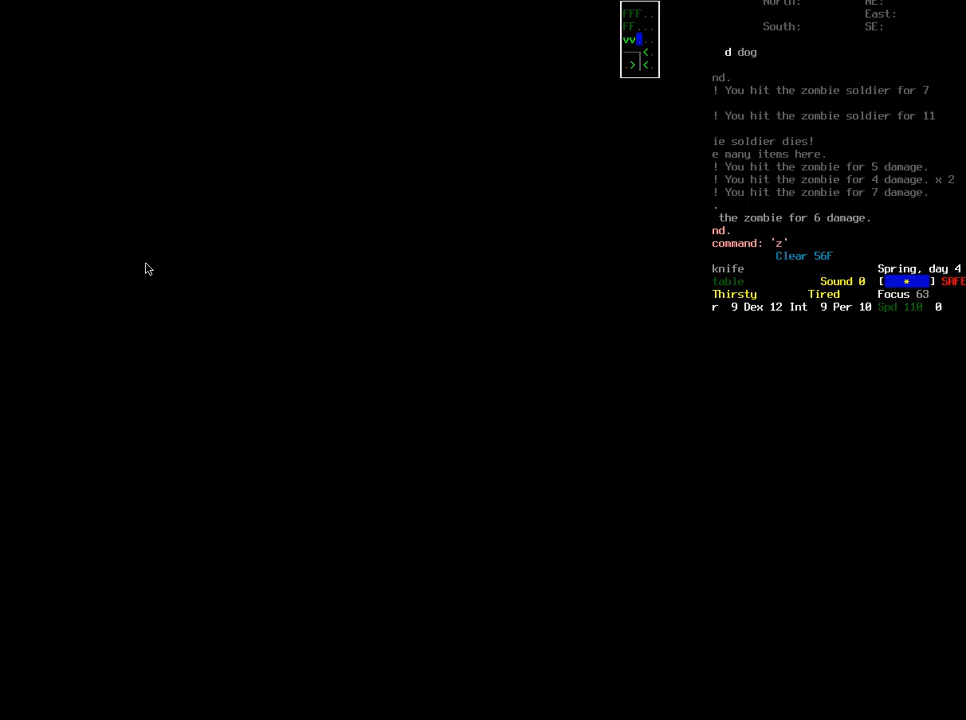 North: NE:
FFF..
East:
FF...
South: SE:
vv...
<.
d dog
.> <.
nd.
! You hit the zombie soldier for 7
! You hit the zombie soldier for 11
ie soldier dies!
e many items here.
! You hit the zombie for 5 damage.
! You hit the zombie for 4 damage. x 2
! You hit the zombie for 7 damage.
.
the zombie for 6 damage.
nd.
command: 'z'
Clear 56F
knife Spring, day 4
table Sound 0 [ * ] SAFE
Thirsty Tired Focus 63
r 9 Dex 12 Int 9 Per 10 Spd 110 0